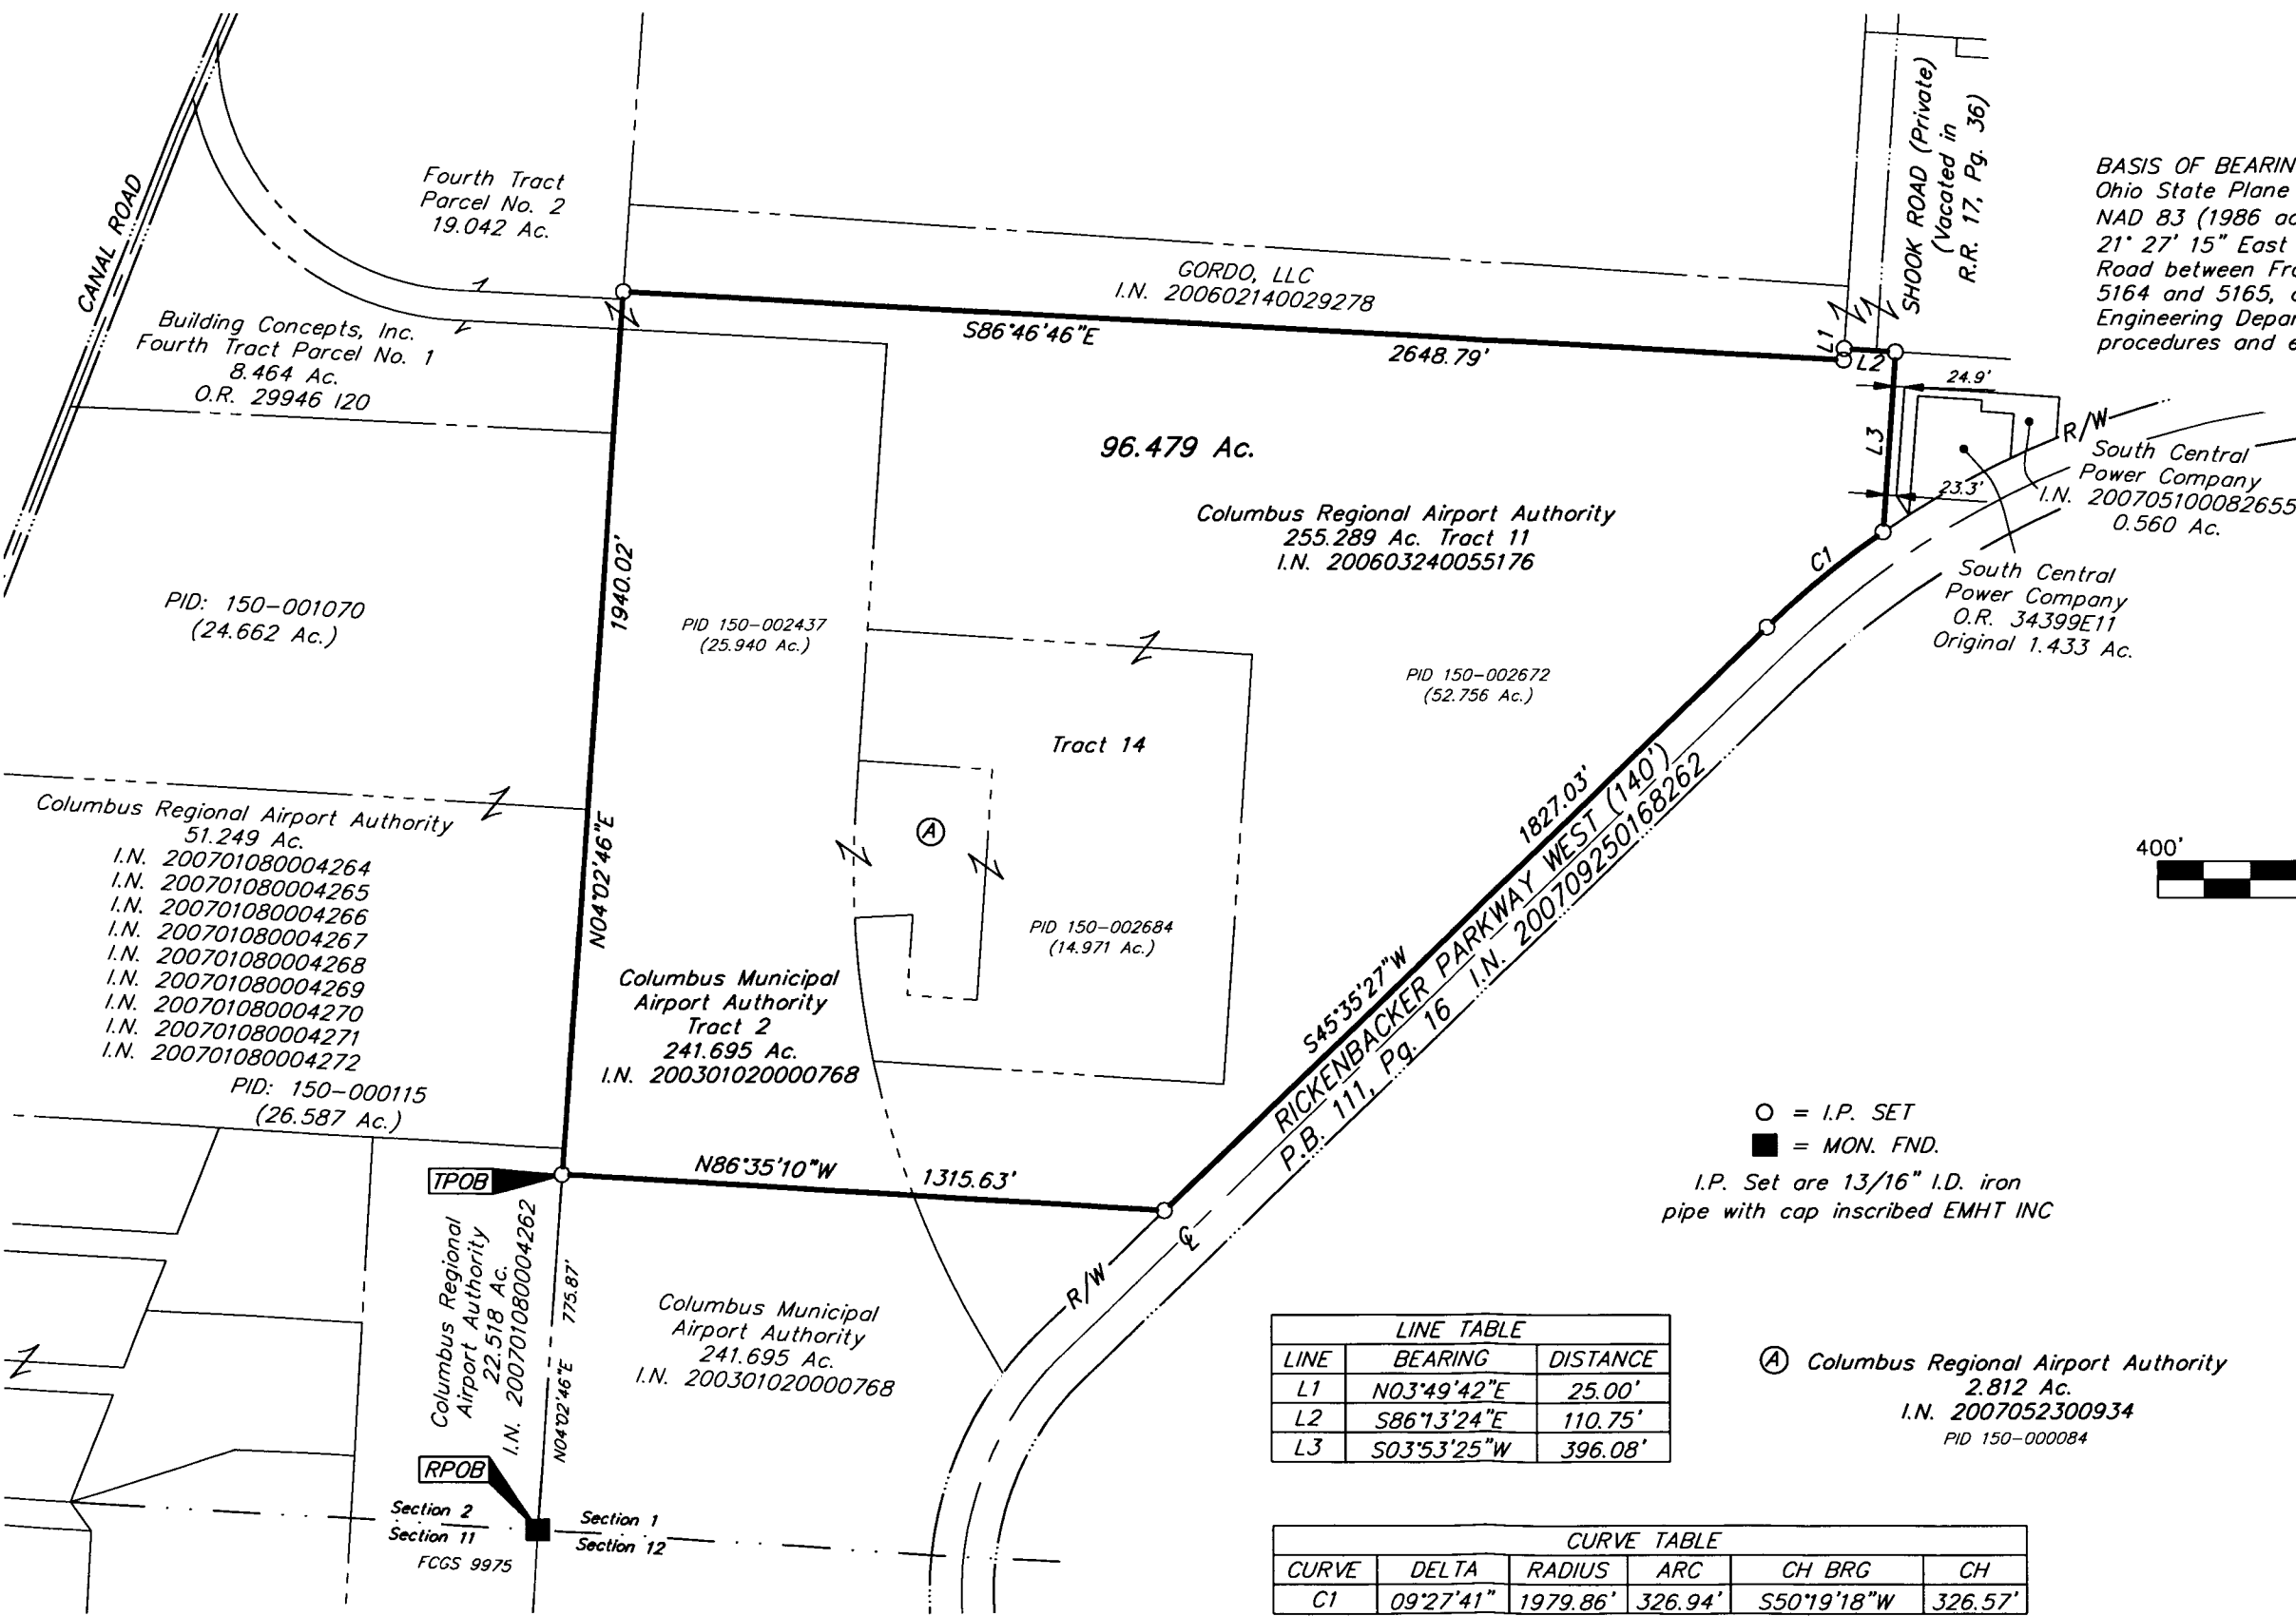 CANAL ROAD
Fourth Tract
Parcel No. 2
19.042 Ac.
Building Concepts, Inc.
Fourth Tract Parcel No. 1
8.464 Ac.
O.R. 29946 I20
GORDO, LLC
I.N. 200602140029278
S86°46'46"E
2648.79'
SHOOK ROAD (Private)
(Vacated in
R.R. 17, Pg. 36)
BASIS OF BEARIN
Ohio State Plane
NAD 83 (1986
21° 27' 15" East
Road between
5164 and 5165,
Engineering
procedures and
L1
L2
24.9'
L3
23.3'
R/W
South Central
Power Company
I.N. 200705100082655
0.560 Ac.
South Central
Power Company
O.R. 34399E11
Original 1.433 Ac.
96.479 Ac.
Columbus Regional Airport Authority
255.289 Ac. Tract 11
I.N. 200603240055176
C1
PID: 150-001070
(24.662 Ac.)
1940.02'
N04°02'46"E
PID 150-002437
(25.940 Ac.)
PID 150-002672
(52.756 Ac.)
Tract 14
A
PID 150-002684
(14.971 Ac.)
1827.03'
S45°35'27"W
RICKENBACKER PARKWAY WEST (140')
P.B. 111, Pg. 16 I.N. 200709250168262
400'
Columbus Regional Airport Authority
51.249 Ac.
I.N. 200701080004264
I.N. 200701080004265
I.N. 200701080004266
I.N. 200701080004267
I.N. 200701080004268
I.N. 200701080004269
I.N. 200701080004270
I.N. 200701080004271
I.N. 200701080004272
PID: 150-000115
(26.587 Ac.)
Columbus Municipal
Airport Authority
Tract 2
241.695 Ac.
I.N. 200301020000768
TPOB
N86°35'10"W
1315.63'
= I.P. SET
= MON. FND.
I.P. Set are 13/16" I.D. iron
pipe with cap inscribed EMHT INC
Columbus Regional
Airport Authority
22.518 Ac.
I.N. 200701080004262
N04°02'46"E 775.87'
R/W
℄
Columbus Municipal
Airport Authority
241.695 Ac.
I.N. 200301020000768
RPOB
Section 2
Section 11
Section 1
Section 12
FCGS 9975
LINE TABLE
LINE BEARING DISTANCE
L1 N03°49'42"E 25.00'
L2 S86°13'24"E 110.75'
L3 S03°53'25"W 396.08'
A Columbus Regional Airport Authority
2.812 Ac.
I.N. 2007052300934
PID 150-000084
CURVE TABLE
CURVE DELTA RADIUS ARC CH BRG CH
C1 09°27'41" 1979.86' 326.94' S50°19'18"W 326.57'